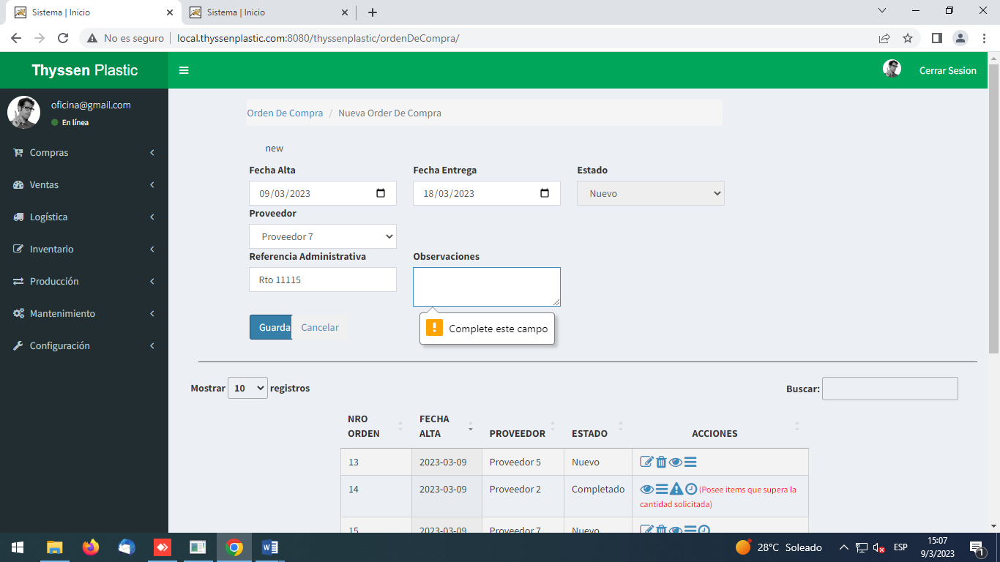 Sistema | Inicio
Sistema | Inicio
No es seguro
local.thyssenplastic.com:8080/thyssenplastic/ordenDeCompra/
Thyssen Plastic
Cerrar Sesion
oficina@gmail.com
En línea
Compras
Ventas
Logística
Inventario
Producción
Mantenimiento
Configuración
Orden De Compra / Nueva Order De Compra
new
Fecha Alta
Fecha Entrega
Estado
09/03/2023
18/03/2023
Nuevo
Proveedor
Proveedor 7
Referencia Administrativa
Observaciones
Rto 11115
Guarda
Cancelar
Complete este campo
Mostrar 10 registros
Buscar:
NRO ORDEN
FECHA ALTA
PROVEEDOR
ESTADO
ACCIONES
13 2023-03-09 Proveedor 5 Nuevo
14 2023-03-09 Proveedor 2 Completado (Posee items que supera la
cantidad solicitada)
15 2023-03-09 Proveedor 7 Nuevo
28°C Soleado
ESP
15:07
9/3/2023
1